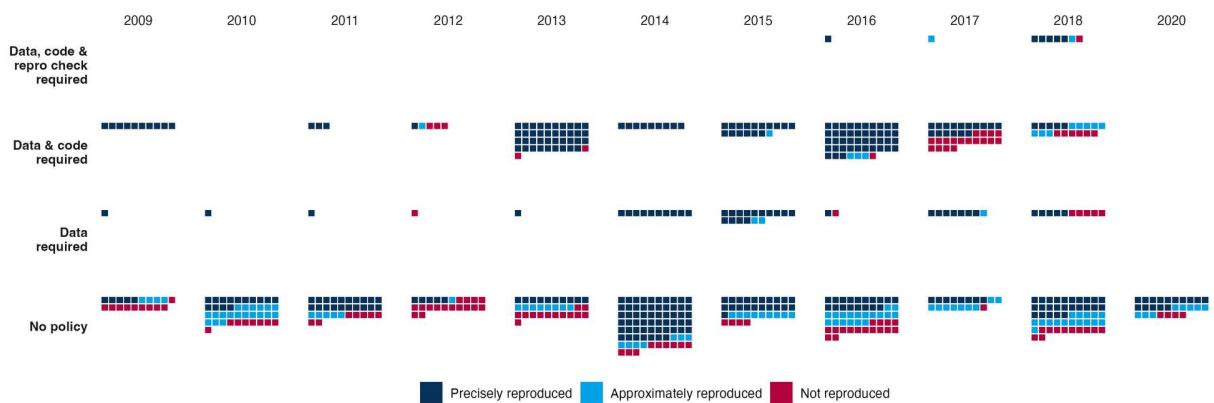 2009 2010 2011 2012 2013 2014 2015 2016 2017 2018 2020
Data, code &
repro check
required
Data & code
required
Data
required
No policy
Precisely reproduced Approximately reproduced Not reproduced